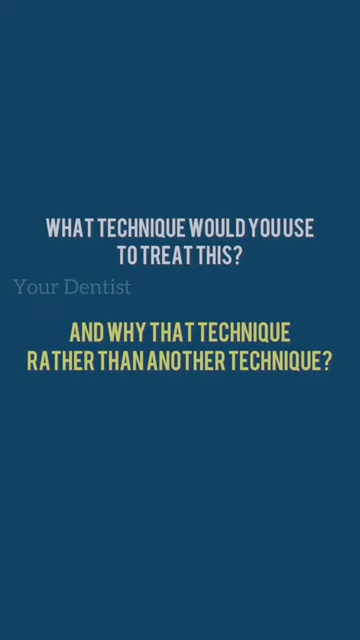 WHAT TECHNIQUE WOULD YOU USE
TO TREAT THIS?
Your Dentist
AND WHY THAT TECHNIQUE
RATHER THAN ANOTHER TECHNIQUE?